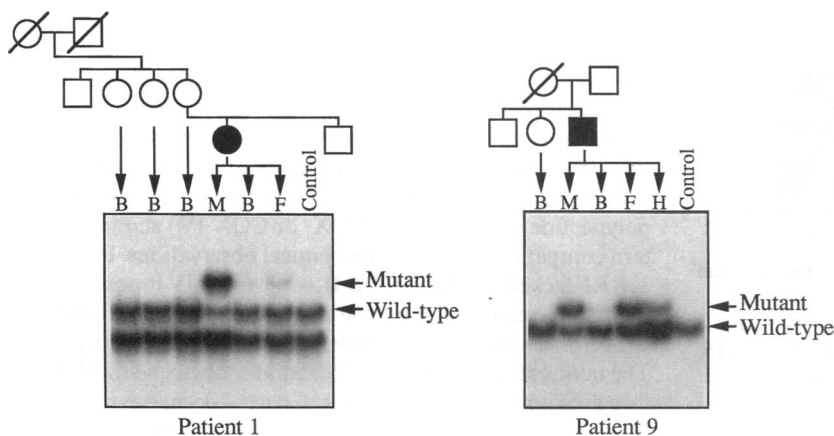 B B B M B F Control
Mutant
Wild-type
Patient 1
B M B F H Control
Mutant
Wild-type
Patient 9